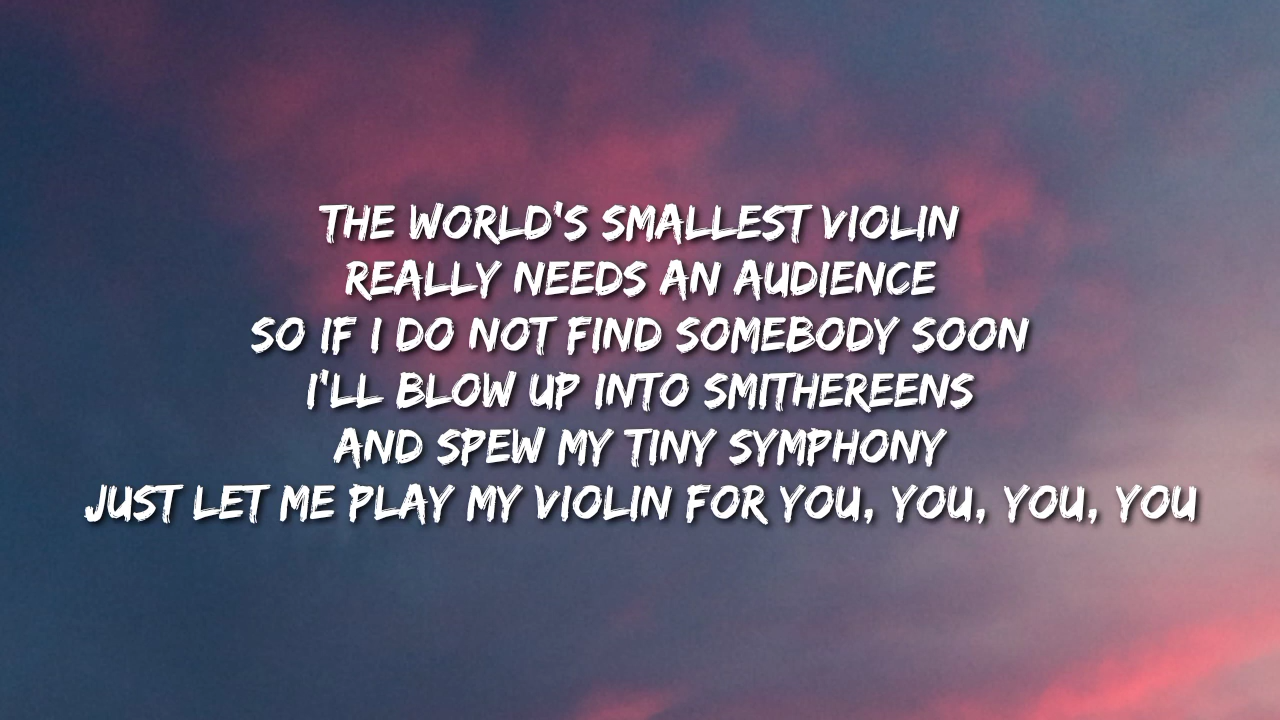 THE WORLD'S SMALLEST VIOLIN
REALLY NEEDS AN AUDIENCE
SO IF I DO NOT FIND SOMEBODY SOON
I'LL BLOW UP INTO SMITHEREENS
AND SPEW MY TINY SYMPHONY
JUST LET ME PLAY MY VIOLIN FOR YOU, YOU, YOU, YOU